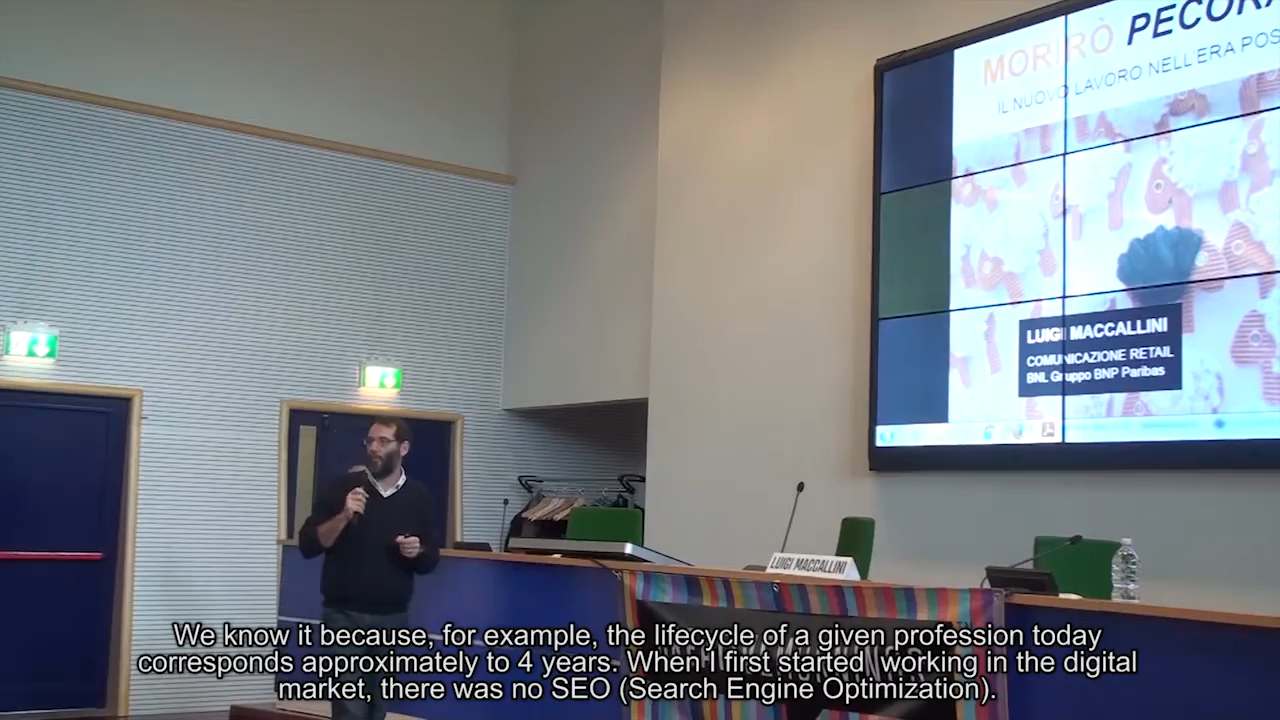 MORIRÒ PECORA
IL NUOVO LAVORO NELL'ERA POS
LUIGI MACCALLINI
COMUNICAZIONE RETAIL
BNL Gruppo BNP Paribas
LUIGI MACCALLINI
We know it because, for example, the lifecycle of a given profession today
corresponds approximately to 4 years. When I first started working in the digital
market, there was no SEO (Search Engine Optimization).